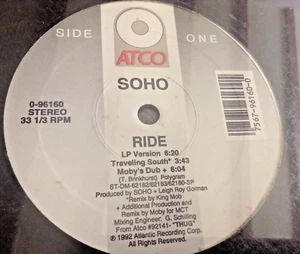 SIDE ONE
ATCO
SOHO
0-96160
STEREO
33 1/3 RPM
7567-96160-0
RIDE
LP Version 6:20
Traveling South* 3:43
Moby's Dub + 6:04
(T. Brinkhurst) Polygram
ST-DM-62182/62183/62160-SP
Produced by SOHO + Leigh Roy Gorman
*Remix by King Mob
+ Additional Production and
Remix by Moby for MCT
Mixing Engineer: G. Schilling
From Atco #92141- "THUG"
℗ 1992 Atlantic Recording Corp.
All Rights Reserved.